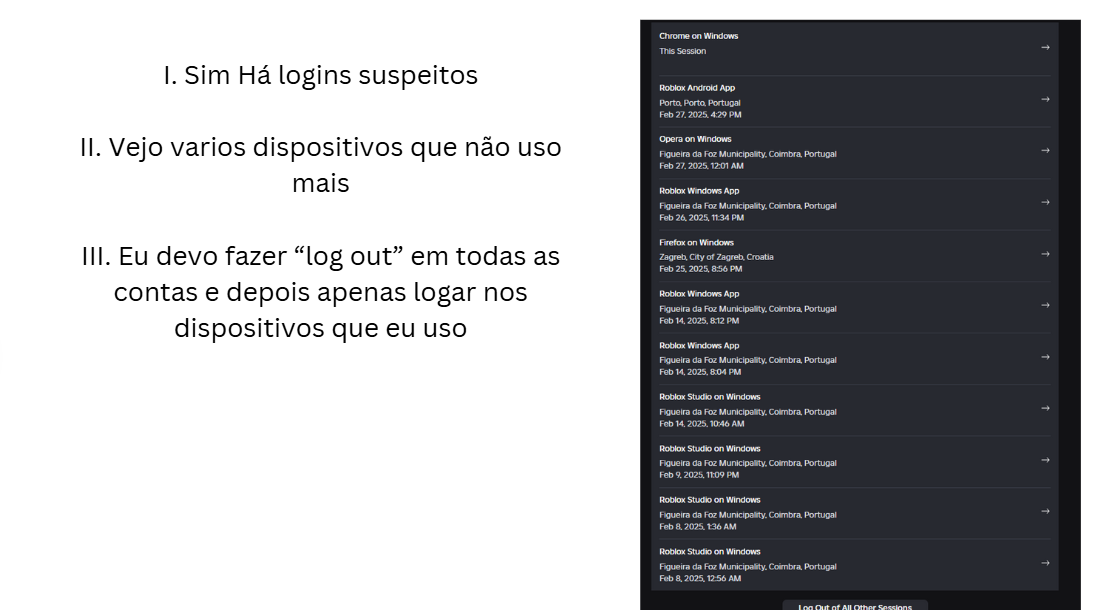 I. Sim Há logins suspeitos
II. Vejo varios dispositivos que não uso
mais
III. Eu devo fazer “log out” em todas as
contas e depois apenas logar nos
dispositivos que eu uso
Chrome on Windows
This Session
Roblox Android App
Porto, Porto, Portugal
Feb 27, 2025, 4:29 PM
Opera on Windows
Figueira da Foz Municipality, Coimbra, Portugal
Feb 27, 2025, 12:01 AM
Roblox Windows App
Figueira da Foz Municipality, Coimbra, Portugal
Feb 26, 2025, 11:34 PM
Firefox on Windows
Zagreb, City of Zagreb, Croatia
Feb 25, 2025, 8:56 PM
Roblox Windows App
Figueira da Foz Municipality, Coimbra, Portugal
Feb 14, 2025, 8:12 PM
Roblox Windows App
Figueira da Foz Municipality, Coimbra, Portugal
Feb 14, 2025, 8:04 PM
Roblox Studio on Windows
Figueira da Foz Municipality, Coimbra, Portugal
Feb 14, 2025, 10:46 AM
Roblox Studio on Windows
Figueira da Foz Municipality, Coimbra, Portugal
Feb 9, 2025, 11:09 PM
Roblox Studio on Windows
Figueira da Foz Municipality, Coimbra, Portugal
Feb 8, 2025, 1:36 AM
Roblox Studio on Windows
Figueira da Foz Municipality, Coimbra, Portugal
Feb 8, 2025, 12:56 AM
Log Out of All Other Sessions